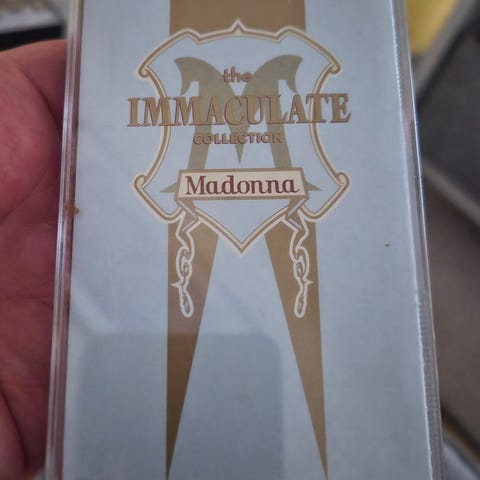 the
IMMACULATE
COLLECTION
Madonna